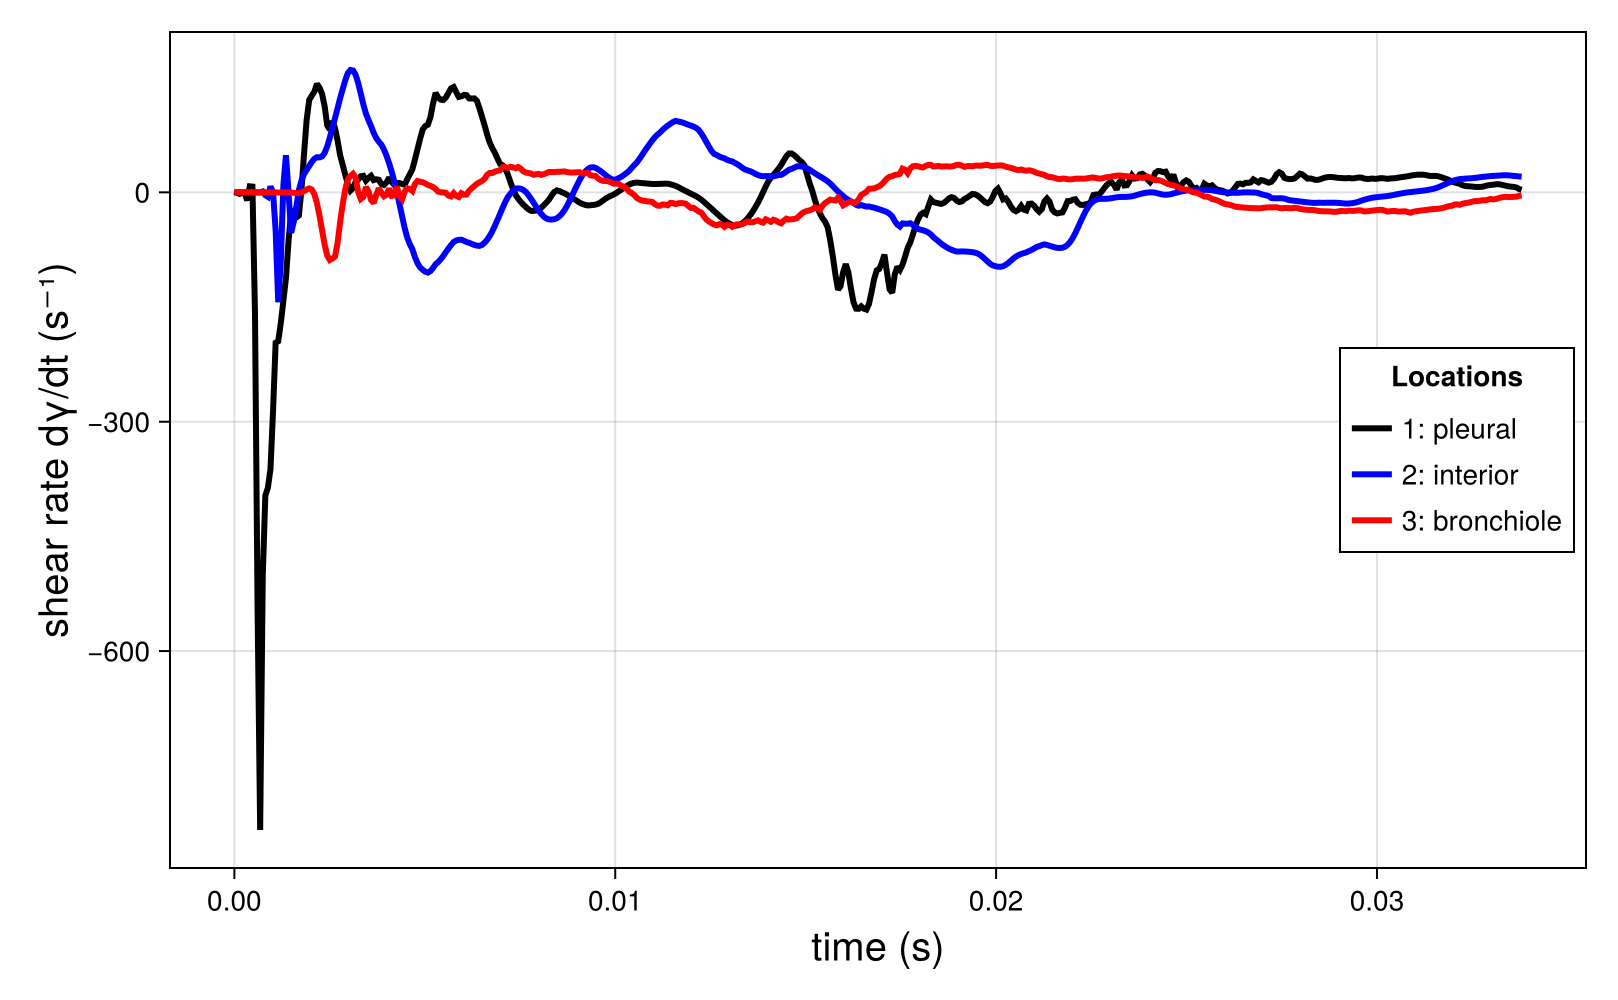 shear rate dγ/dt (s⁻¹)
0
−300
−600
Locations
1: pleural
2: interior
3: bronchiole
0.00
0.01
0.02
0.03
time (s)